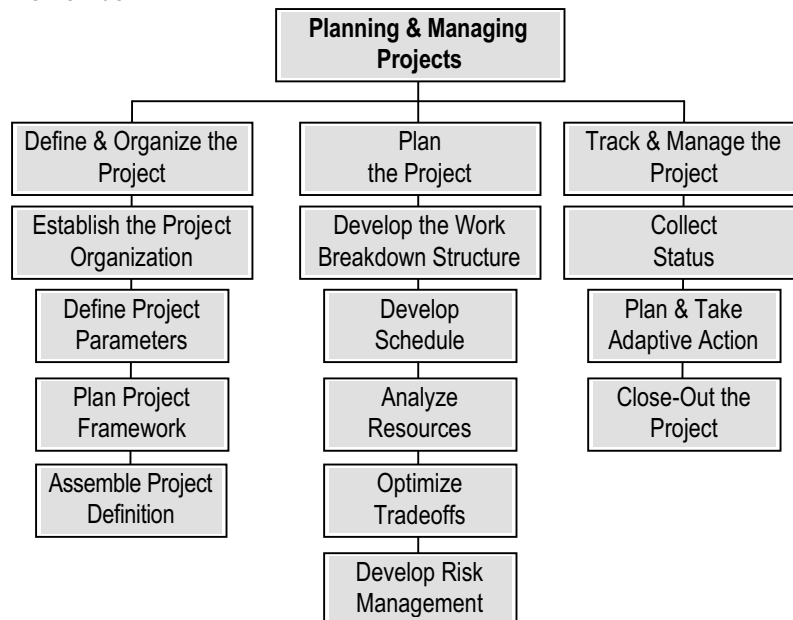 Planning & Managing
Projects
Define & Organize the
Project
Establish the Project
Organization
Define Project
Parameters
Plan Project
Framework
Assemble Project
Definition
Plan
the Project
Develop the Work
Breakdown Structure
Develop
Schedule
Analyze
Resources
Optimize
Tradeoffs
Develop Risk
Management
Track & Manage the
Project
Collect
Status
Plan & Take
Adaptive Action
Close-Out the
Project